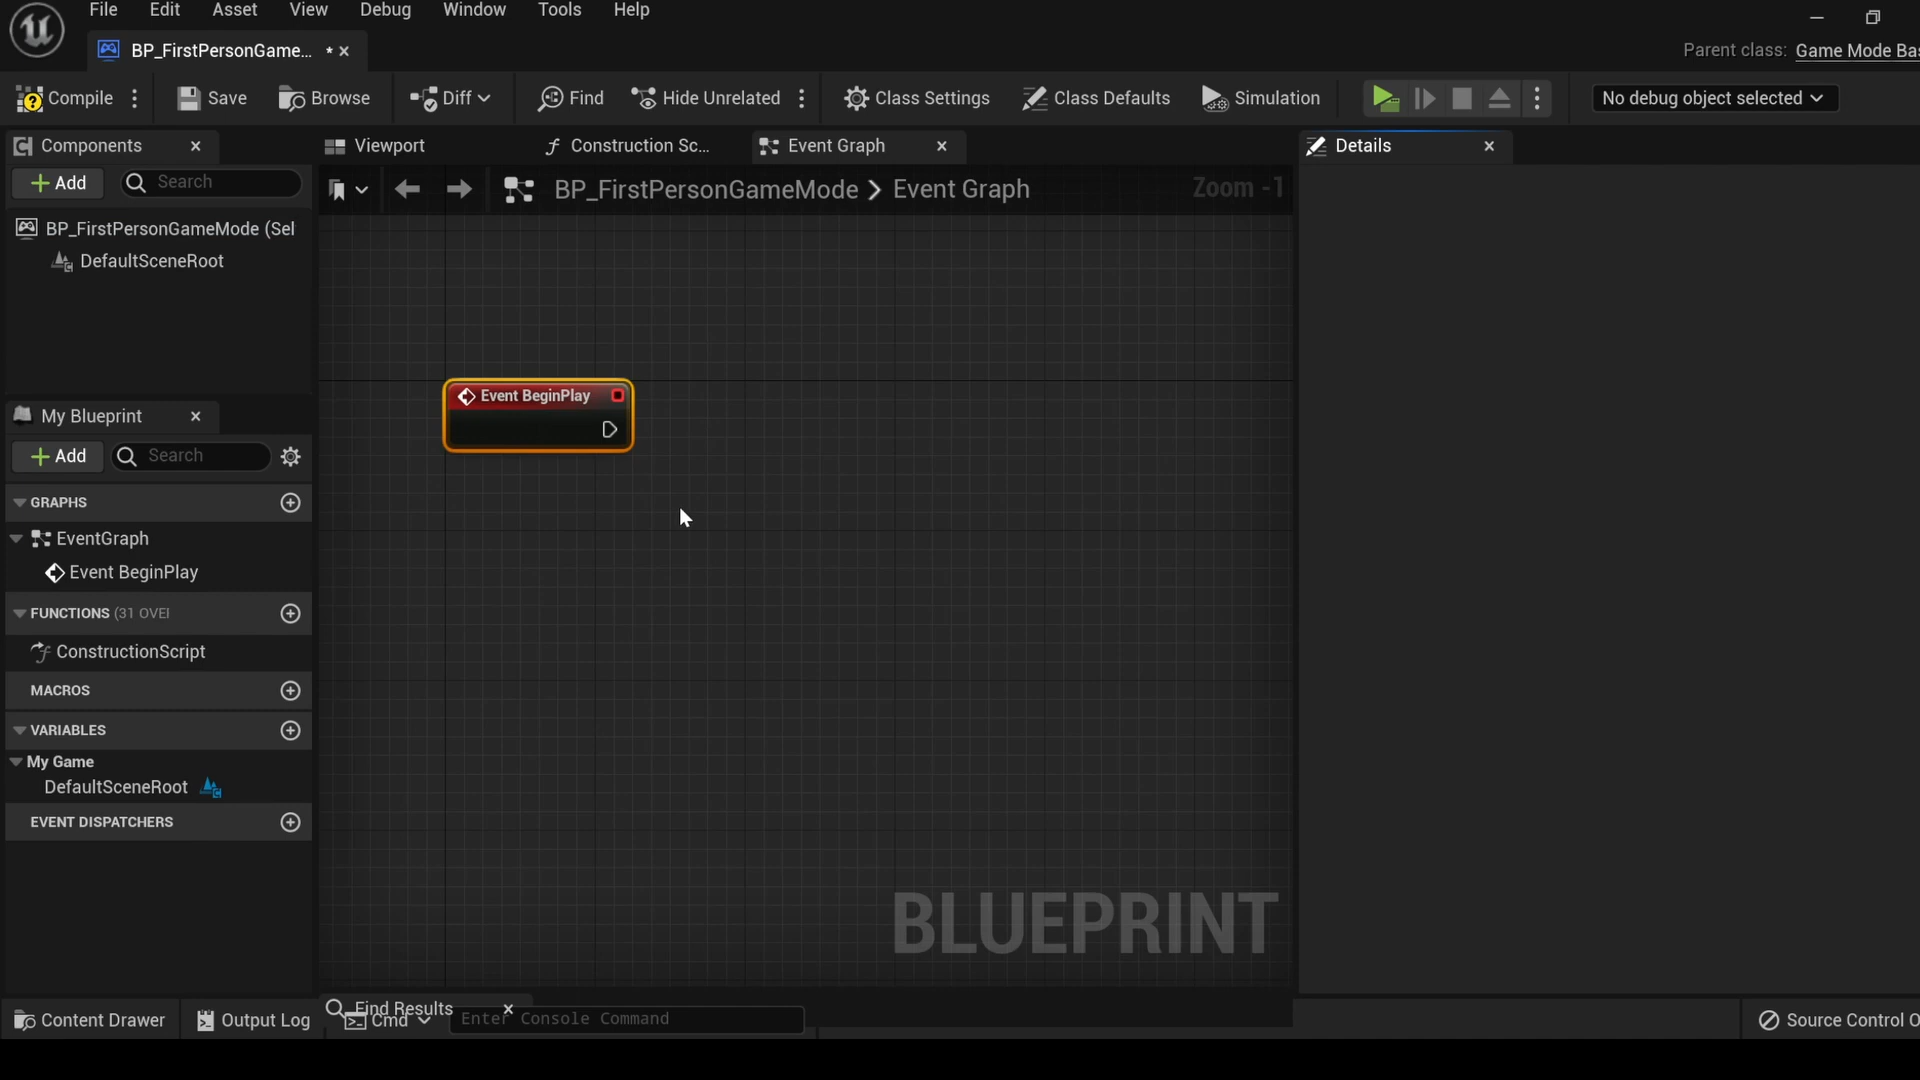 File Edit Asset View Debug Window Tools Help
BP_FirstPersonGame... *
Parent class: Game Mode Bas
Compile Save Browse Diff Find Hide Unrelated Class Settings Class Defaults Simulation No debug object selected
Components Viewport Construction Sc... Event Graph Details
Add Search
BP_FirstPersonGameMode > Event Graph Zoom -1
BP_FirstPersonGameMode (Sel
DefaultSceneRoot
Event BeginPlay
My Blueprint
Add Search
GRAPHS
EventGraph
Event BeginPlay
FUNCTIONS (31 OVEI
ConstructionScript
MACROS
VARIABLES
My Game
DefaultSceneRoot
EVENT DISPATCHERS
BLUEPRINT
Find Results
Content Drawer Output Log Cmd Enter Console Command Source Control O